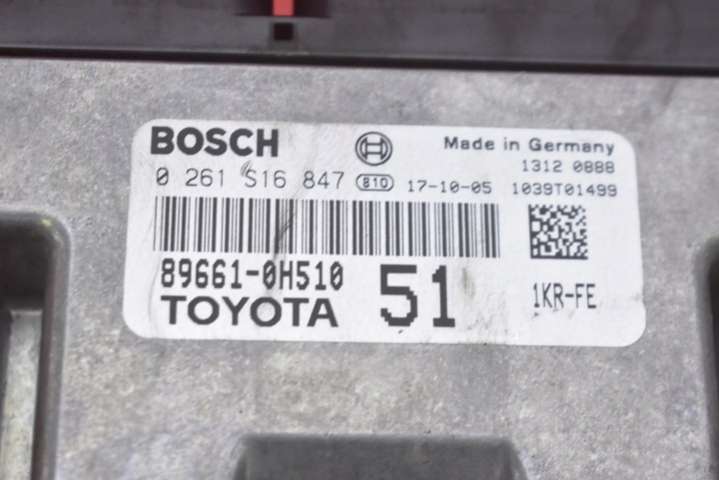 BOSCH
Made in Germany
1312 0888
0 261 S16 847 810 17-10-05 1039T01499
89661-0H510
51
1KR-FE
TOYOTA